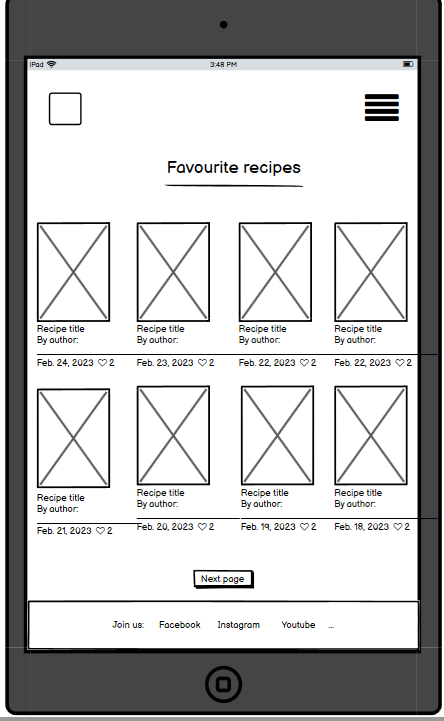 iPad 3:48 PM
Favourite recipes
Recipe title Recipe title Recipe title Recipe title
By author: By author: By author: By author:
Feb. 24, 2023 2 Feb. 23, 2023 2 Feb. 22, 2023 2 Feb. 22, 2023 2
Recipe title Recipe title Recipe title Recipe title
By author: By author: By author: By author:
Feb. 21, 2023 2 Feb. 20, 2023 2 Feb. 19, 2023 2 Feb. 18, 2023 2
Next page
Join us: Facebook Instagram Youtube ...